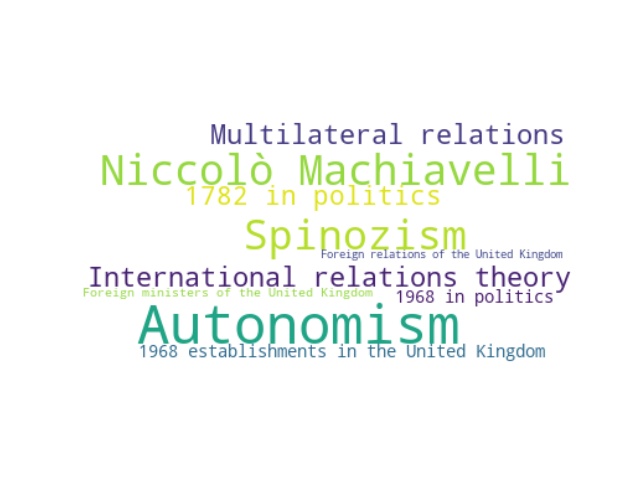 Multilateral relations
Niccolò Machiavelli
1782 in politics
Spinozism
Foreign relations of the United Kingdom
International relations theory
Foreign ministers of the United Kingdom
1968 in politics
Autonomism
1968 establishments in the United Kingdom